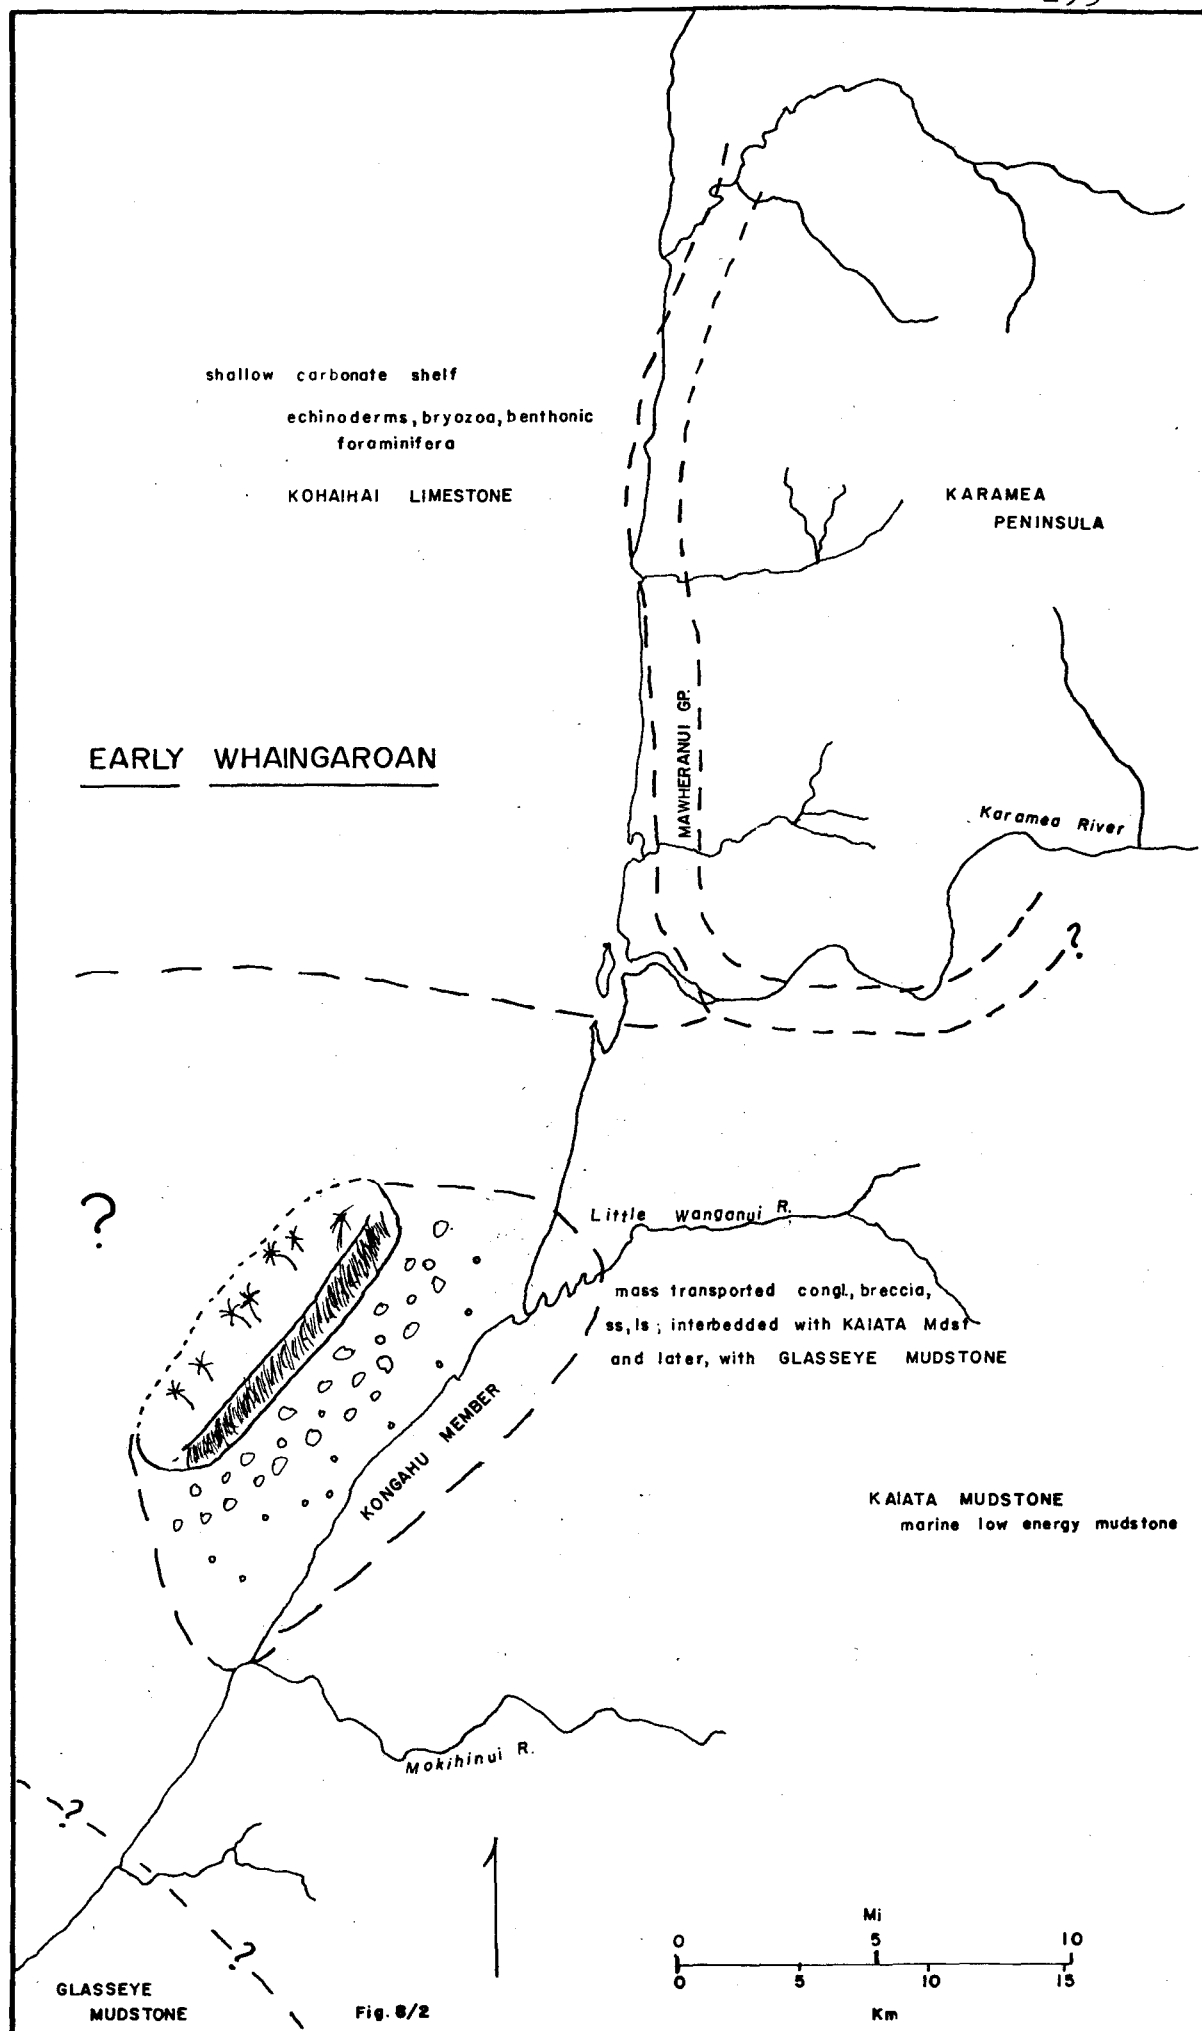 shallow carbonate shelf
echinoderms, bryozoa, benthonic
foraminifera
KOHAIHAI LIMESTONE
KARAMEA
PENINSULA
MAWHERANUI GP.
EARLY WHAINGAROAN
Karamea River
?
?
Little Wanganui R.
mass transported congl., breccia,
ss, ls ; interbedded with KAIATA Mdst
and later, with GLASSEYE MUDSTONE
KONGAHU MEMBER
KAIATA MUDSTONE
marine low energy mudstone
Mokihinui R.
?
?
GLASSEYE
MUDSTONE
Fig. 8/2
Mi
0 5 10
0 5 10 15
Km